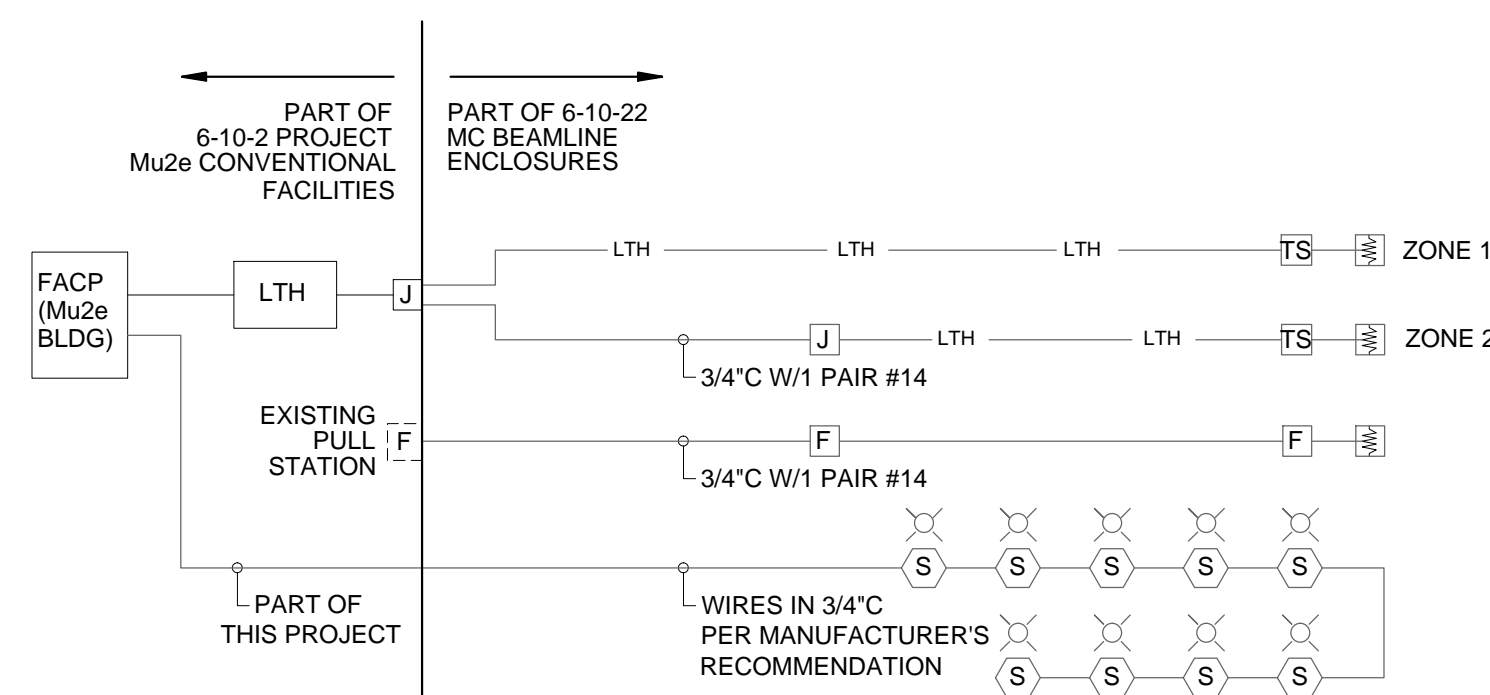 PART OF
6-10-2 PROJECT
Mu2e CONVENTIONAL
FACILITIES
PART OF 6-10-22
MC BEAMLINE
ENCLOSURES
FACP
(Mu2e
BLDG)
LTH
J
LTH LTH LTH TS ZONE 1
J LTH LTH TS ZONE 2
3/4"C W/1 PAIR #14
EXISTING
PULL
STATION
F
F F
3/4"C W/1 PAIR #14
S S S S S
PART OF
THIS PROJECT
WIRES IN 3/4"C
PER MANUFACTURER'S
RECOMMENDATION
S S S S